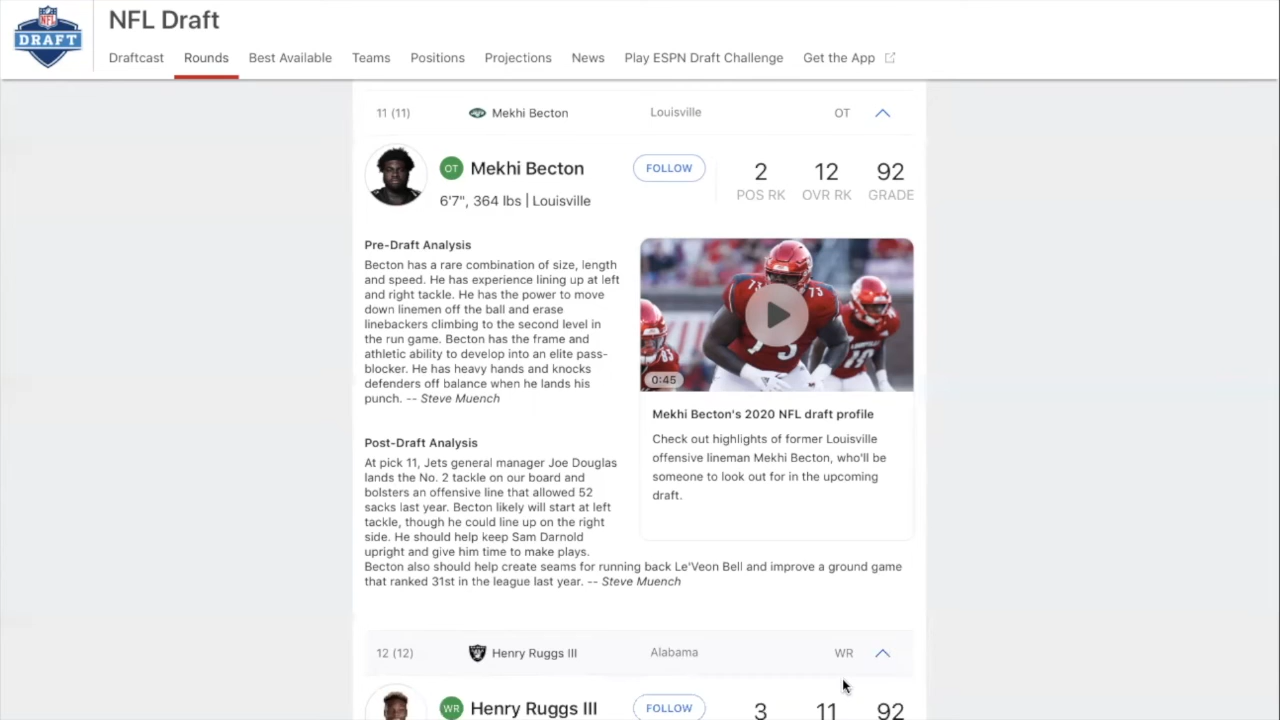 NFL
DRAFT
NFL Draft
Draftcast Rounds Best Available Teams Positions Projections News Play ESPN Draft Challenge Get the App
11 (11) Mekhi Becton Louisville OT
OT Mekhi Becton FOLLOW 2 12 92
POS RK OVR RK GRADE
6'7", 364 lbs | Louisville
Pre-Draft Analysis
Becton has a rare combination of size, length
and speed. He has experience lining up at left
and right tackle. He has the power to move
down linemen off the ball and erase
linebackers climbing to the second level in
the run game. Becton has the frame and
athletic ability to develop into an elite pass-
blocker. He has heavy hands and knocks
defenders off balance when he lands his
punch. -- Steve Muench
73
0:45
Mekhi Becton's 2020 NFL draft profile
Check out highlights of former Louisville
offensive lineman Mekhi Becton, who'll be
someone to look out for in the upcoming
draft.
Post-Draft Analysis
At pick 11, Jets general manager Joe Douglas
lands the No. 2 tackle on our board and
bolsters an offensive line that allowed 52
sacks last year. Becton likely will start at left
tackle, though he could line up on the right
side. He should help keep Sam Darnold
upright and give him time to make plays.
Becton also should help create seams for running back Le'Veon Bell and improve a ground game
that ranked 31st in the league last year. -- Steve Muench
12 (12) Henry Ruggs III Alabama WR
WR Henry Ruggs III FOLLOW 3 11 92